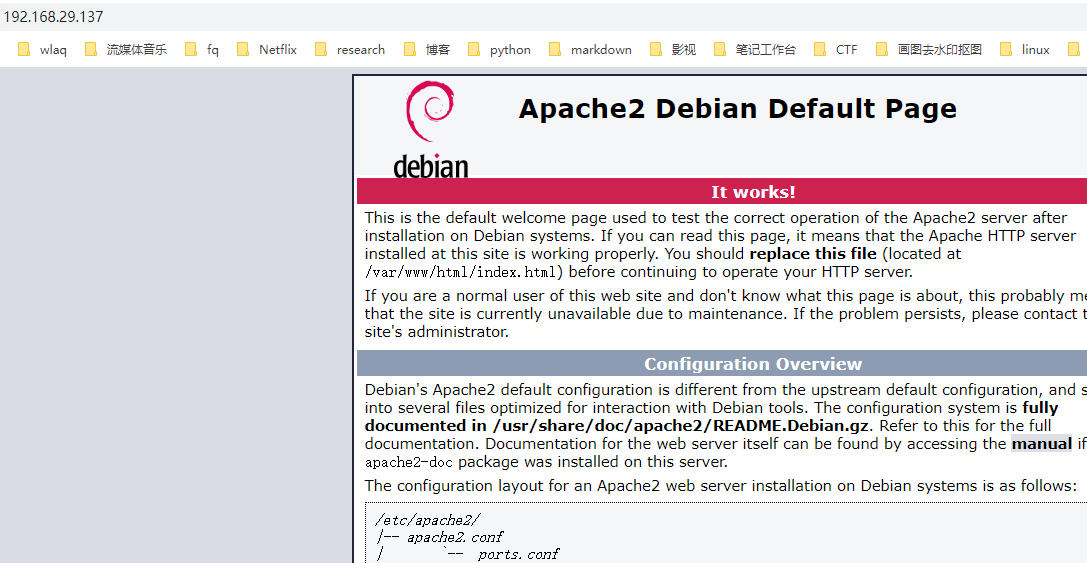 192.168.29.137
wlaq 流媒体音乐 fq Netflix research 博客 python markdown 影视 笔记工作台 CTF 画图去水印抠图 linux
debian
Apache2 Debian Default Page
It works!
This is the default welcome page used to test the correct operation of the Apache2 server after
installation on Debian systems. If you can read this page, it means that the Apache HTTP server
installed at this site is working properly. You should replace this file (located at
/var/www/html/index.html) before continuing to operate your HTTP server.
If you are a normal user of this web site and don't know what this page is about, this probably me
that the site is currently unavailable due to maintenance. If the problem persists, please contact t
site's administrator.
Configuration Overview
Debian's Apache2 default configuration is different from the upstream default configuration, and s
into several files optimized for interaction with Debian tools. The configuration system is fully
documented in /usr/share/doc/apache2/README.Debian.gz. Refer to this for the full
documentation. Documentation for the web server itself can be found by accessing the manual if
apache2-doc package was installed on this server.
The configuration layout for an Apache2 web server installation on Debian systems is as follows:
/etc/apache2/
|-- apache2.conf
|       `--  ports.conf